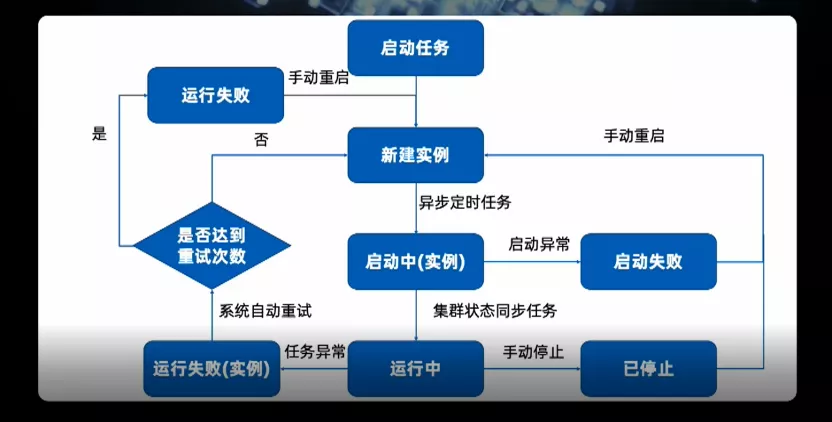 启动任务
运行失败
手动重启
是
否
新建实例
手动重启
异步定时任务
是否达到
重试次数
启动中(实例)
启动异常
启动失败
系统自动重试
集群状态同步任务
运行失败(实例)
任务异常
运行中
手动停止
已停止